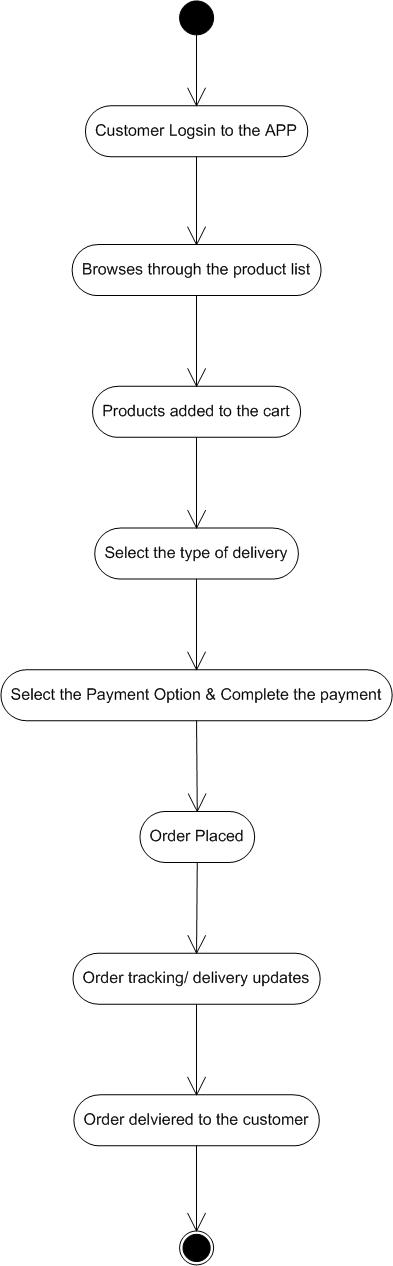 Customer Logsin to the APP
Browses through the product list
Products added to the cart
Select the type of delivery
Select the Payment Option & Complete the payment
Order Placed
Order tracking/ delivery updates
Order delviered to the customer